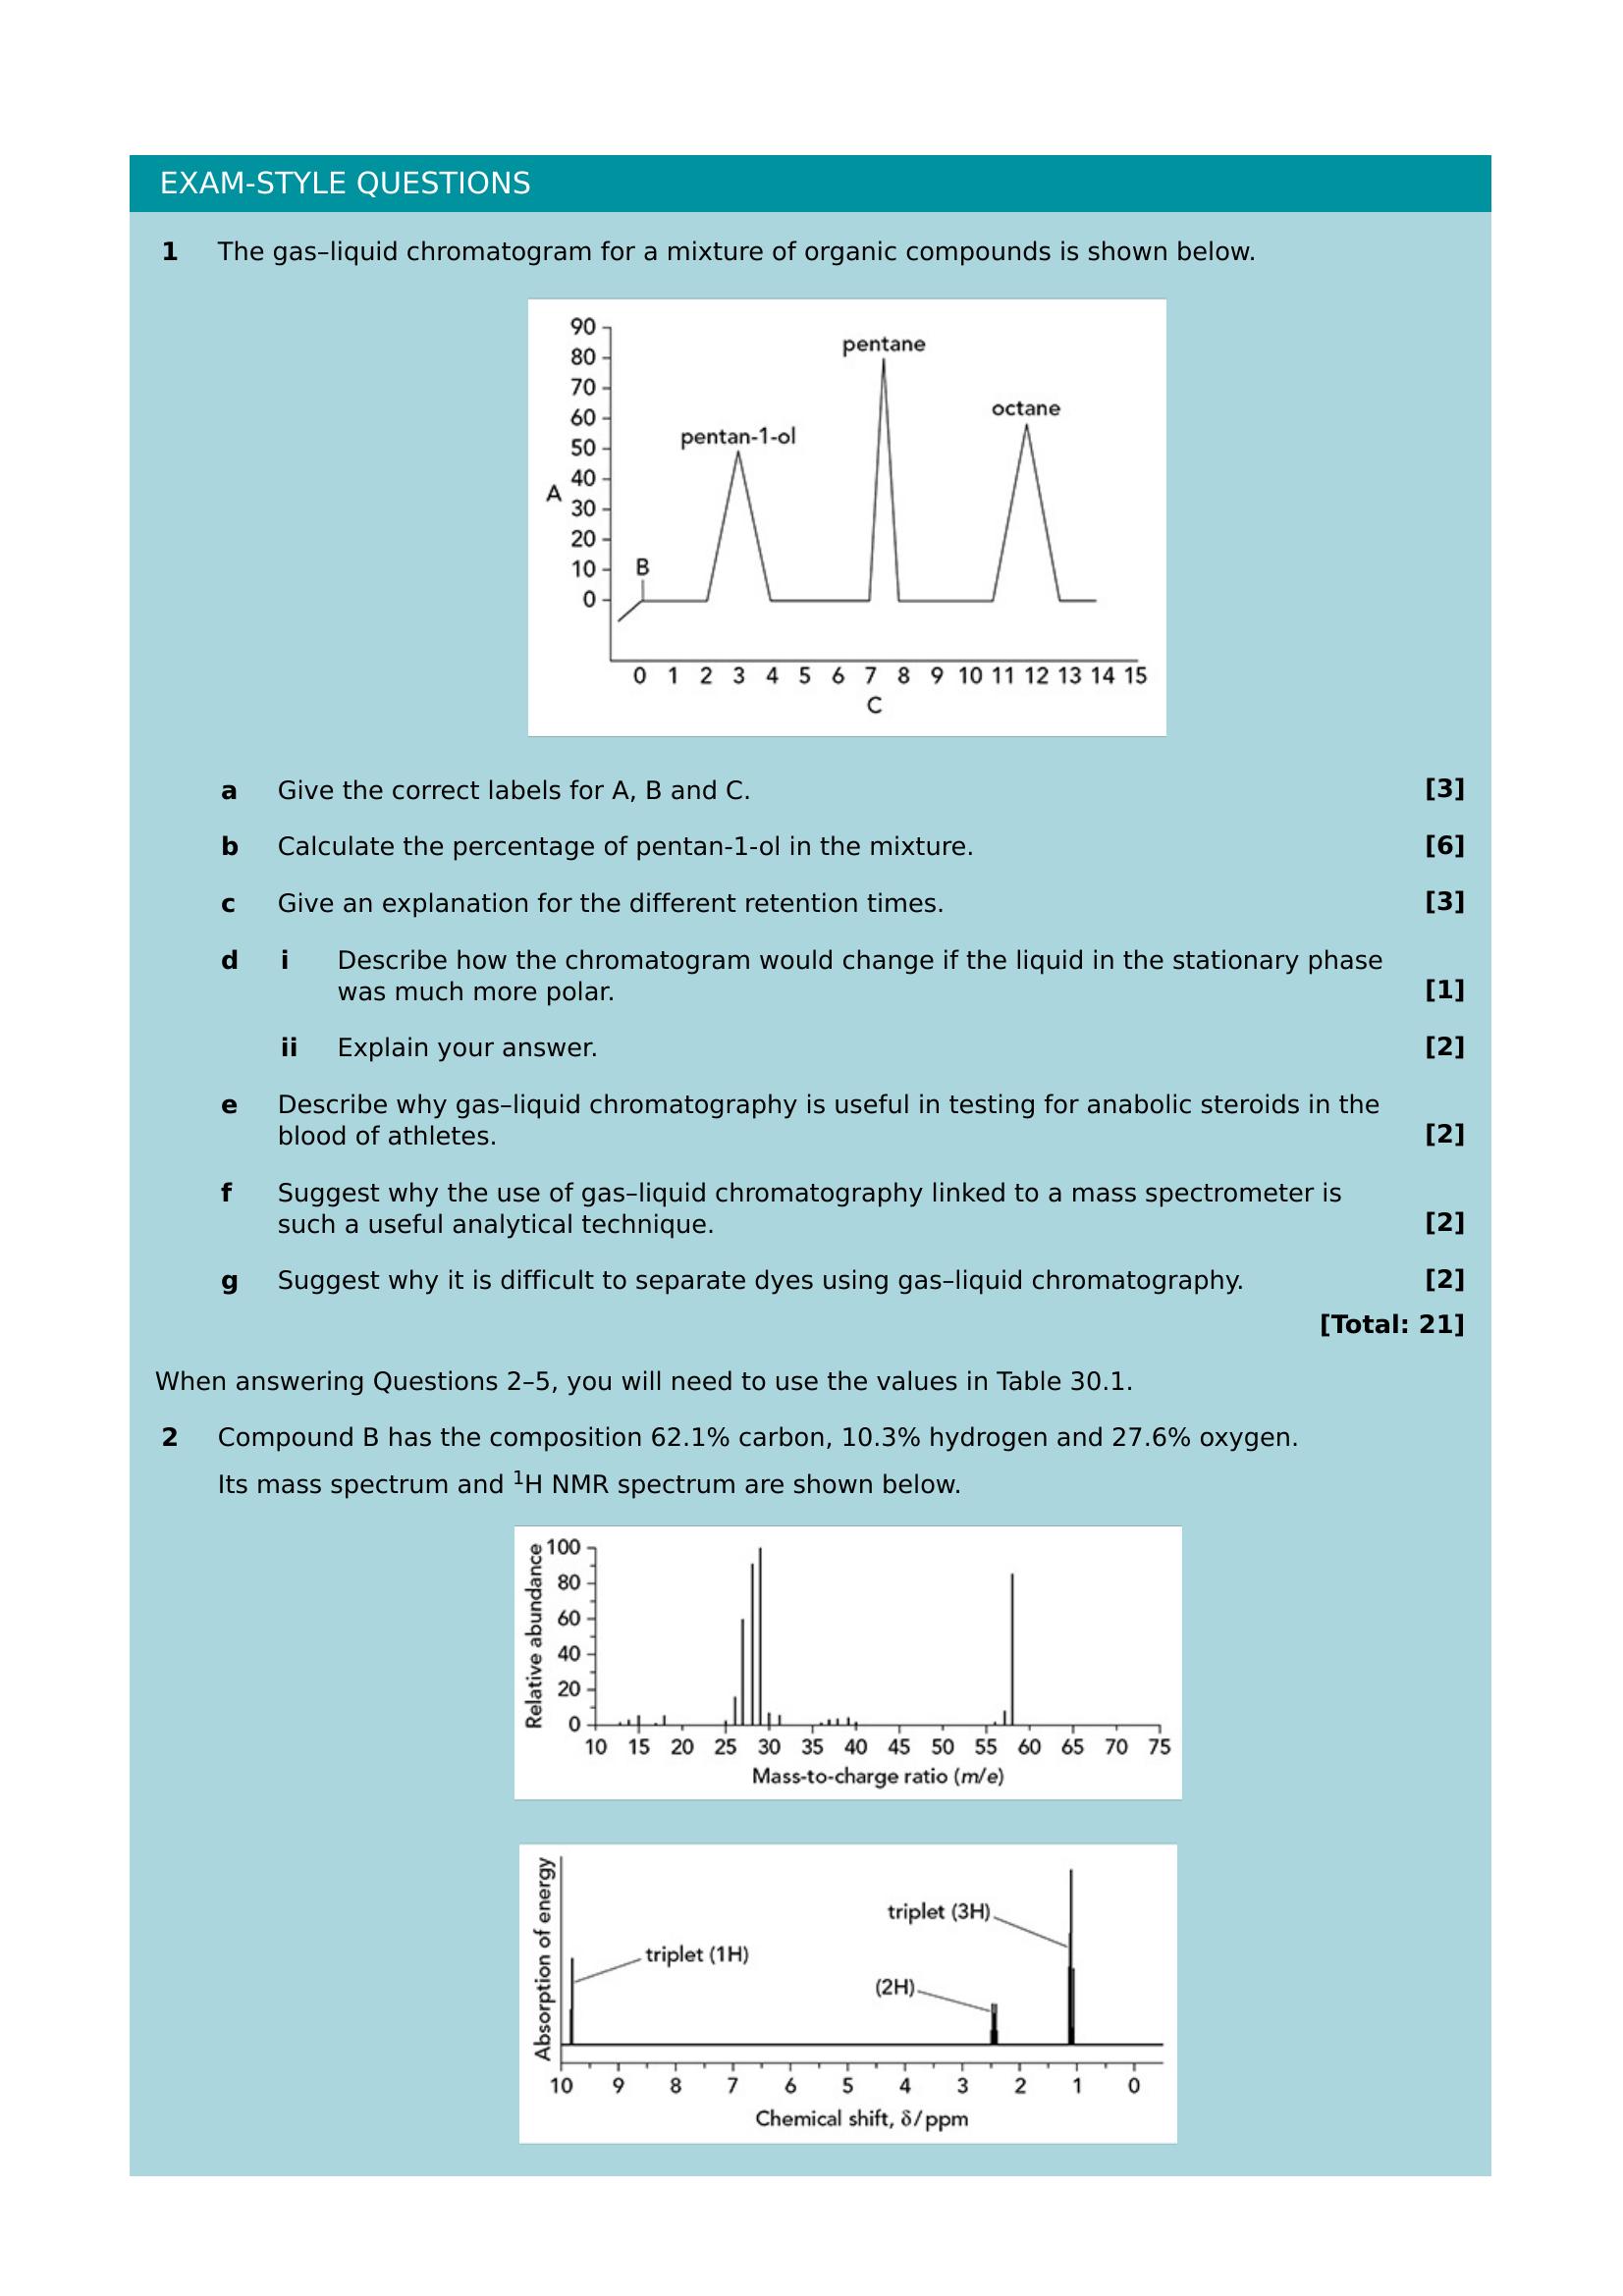 EXAM-STYLE QUESTIONS
1 The gas–liquid chromatogram for a mixture of organic compounds is shown below.
90
80
70
60
50
40
30
20
10
0
A
B
pentan-1-ol
pentane
octane
0 1 2 3 4 5 6 7 8 9 10 11 12 13 14 15
C
a Give the correct labels for A, B and C. [3]
b Calculate the percentage of pentan-1-ol in the mixture. [6]
c Give an explanation for the different retention times. [3]
d i Describe how the chromatogram would change if the liquid in the stationary phase
was much more polar. [1]
ii Explain your answer. [2]
e Describe why gas–liquid chromatography is useful in testing for anabolic steroids in the
blood of athletes. [2]
f Suggest why the use of gas–liquid chromatography linked to a mass spectrometer is
such a useful analytical technique. [2]
g Suggest why it is difficult to separate dyes using gas–liquid chromatography. [2]
[Total: 21]
When answering Questions 2–5, you will need to use the values in Table 30.1.
2 Compound B has the composition 62.1% carbon, 10.3% hydrogen and 27.6% oxygen.
Its mass spectrum and ¹H NMR spectrum are shown below.
Relative abundance
100
80
60
40
20
0
10 15 20 25 30 35 40 45 50 55 60 65 70 75
Mass-to-charge ratio (m/e)
Absorption of energy
triplet (1H)
(2H)
triplet (3H)
10 9 8 7 6 5 4 3 2 1 0
Chemical shift, δ/ppm